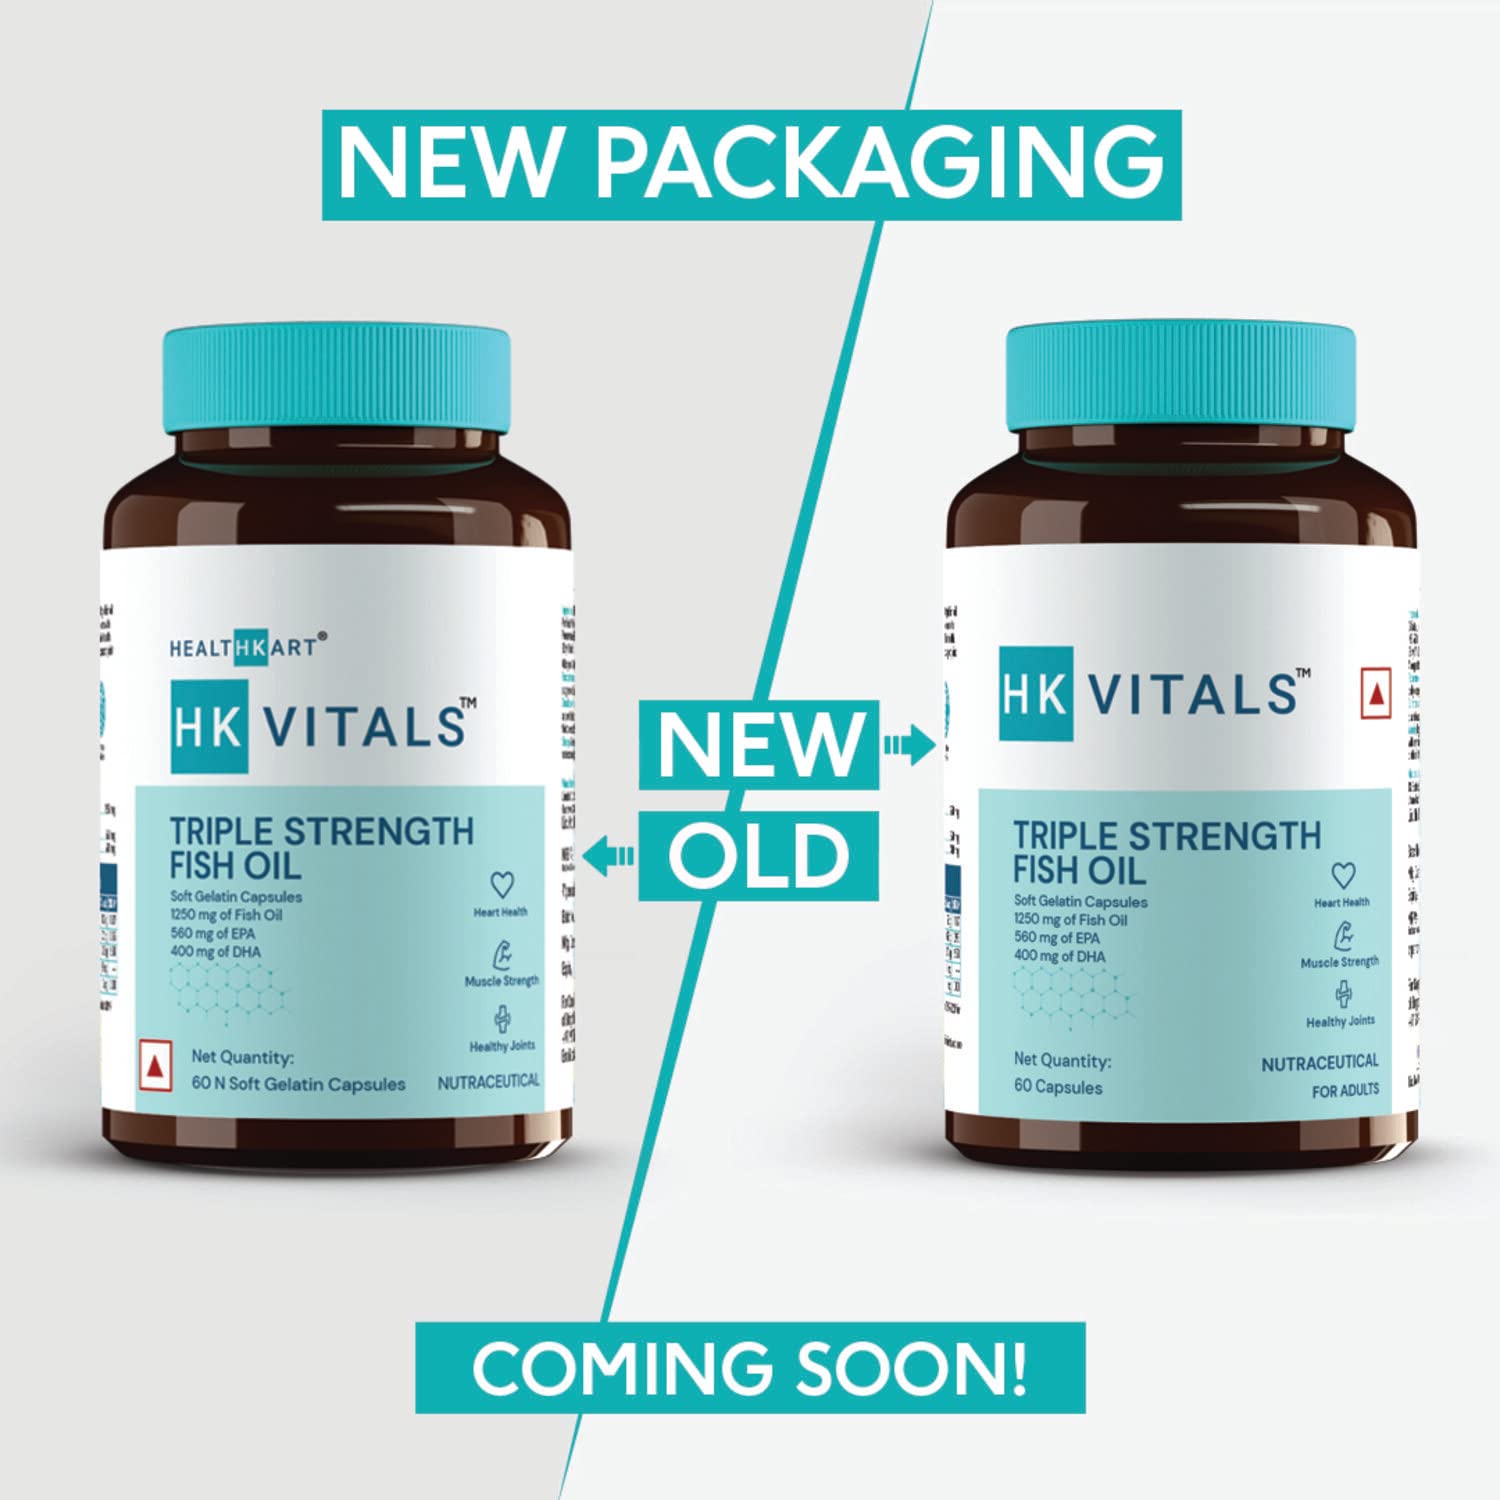 NEW PACKAGING
HEALTHKART®
HK VITALS™
TRIPLE STRENGTH
FISH OIL
Soft Gelatin Capsules
1250 mg of Fish Oil
560 mg of EPA
400 mg of DHA
Heart Health
Muscle Strength
Healthy Joints
Net Quantity:
60 N Soft Gelatin Capsules
NUTRACEUTICAL
NEW
OLD
HK VITALS™
TRIPLE STRENGTH
FISH OIL
Soft Gelatin Capsules
1250 mg of Fish Oil
560 mg of EPA
400 mg of DHA
Heart Health
Muscle Strength
Healthy Joints
Net Quantity:
60 Capsules
NUTRACEUTICAL
FOR ADULTS
COMING SOON!